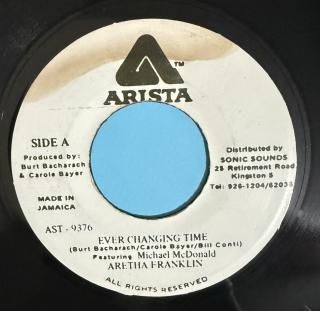 TM
ARISTA
SIDE A
Produced by:
Burt Bacharach
& Carole Bayer
Distributed by
SONIC SOUNDS
25 Retirement Road
Kingston 5
MADE IN
JAMAICA
AST - 9376
EVER CHANGING TIME
(Burt Bacharach/Carole Bayer/Bill Conti)
Featuring Michael McDonald
ARETHA FRANKLIN
ALL RIGHTS RESERVED